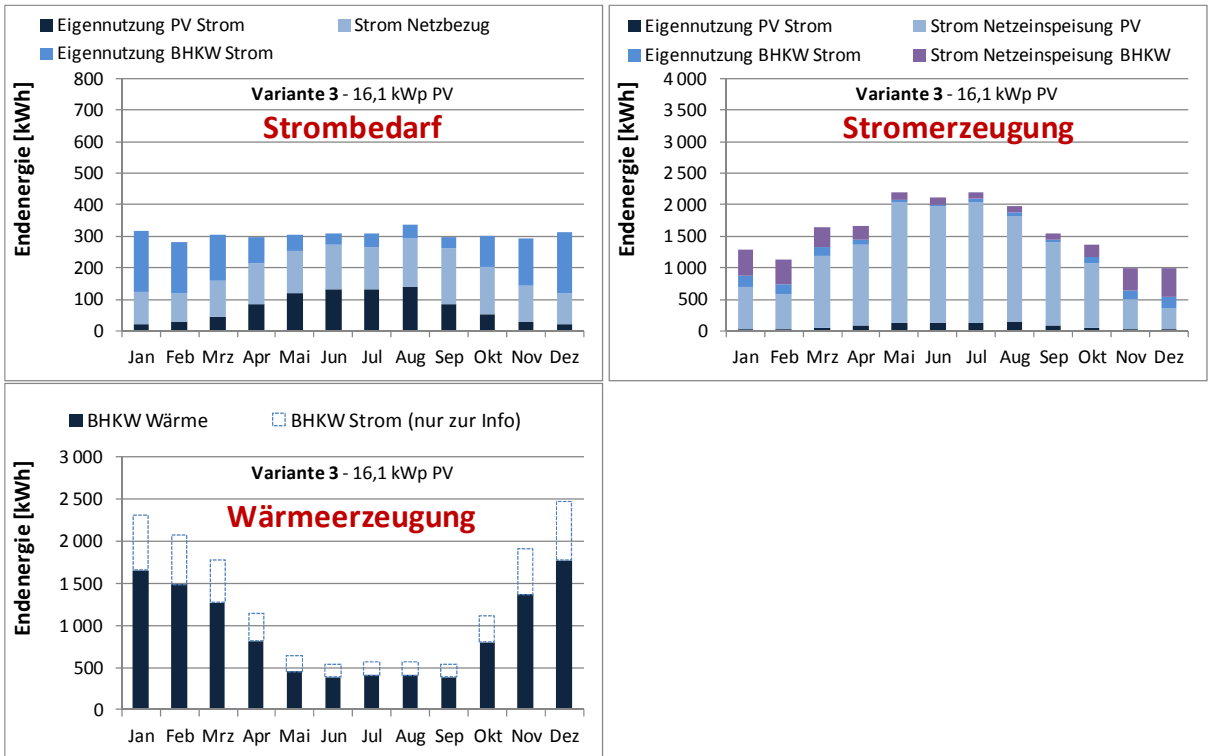 Eigennutzung PV Strom Strom Netzbezug
Eigennutzung BHKW Strom
Endenergie [kWh]
Variante 3 - 16,1 kWp PV
Strombedarf
800
700
600
500
400
300
200
100
0
Jan Feb Mrz Apr Mai Jun Jul Aug Sep Okt Nov Dez
Eigennutzung PV Strom Strom Netzeinspeisung PV
Eigennutzung BHKW Strom Strom Netzeinspeisung BHKW
Endenergie [kWh]
Variante 3 - 16,1 kWp PV
Stromerzeugung
4 000
3 500
3 000
2 500
2 000
1 500
1 000
500
0
Jan Feb Mrz Apr Mai Jun Jul Aug Sep Okt Nov Dez
BHKW Wärme BHKW Strom (nur zur Info)
Endenergie [kWh]
Variante 3 - 16,1 kWp PV
Wärmeerzeugung
3 000
2 500
2 000
1 500
1 000
500
0
Jan Feb Mrz Apr Mai Jun Jul Aug Sep Okt Nov Dez